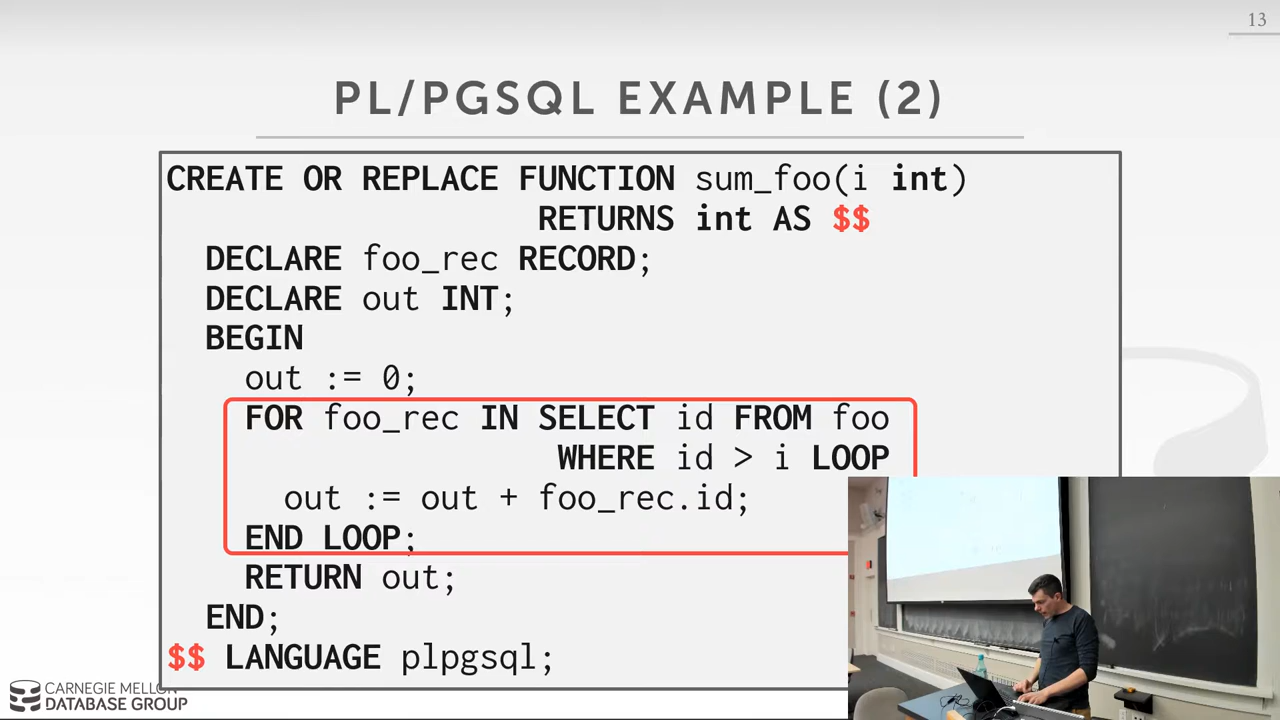 13
PL/PGSQL EXAMPLE (2)
CREATE OR REPLACE FUNCTION sum_foo(i int)
RETURNS int AS $$
DECLARE foo_rec RECORD;
DECLARE out INT;
BEGIN
out := 0;
FOR foo_rec IN SELECT id FROM foo
WHERE id > i LOOP
out := out + foo_rec.id;
END LOOP;
RETURN out;
END;
$$ LANGUAGE plpgsql;
CARNEGIE MELLON
DATABASE GROUP